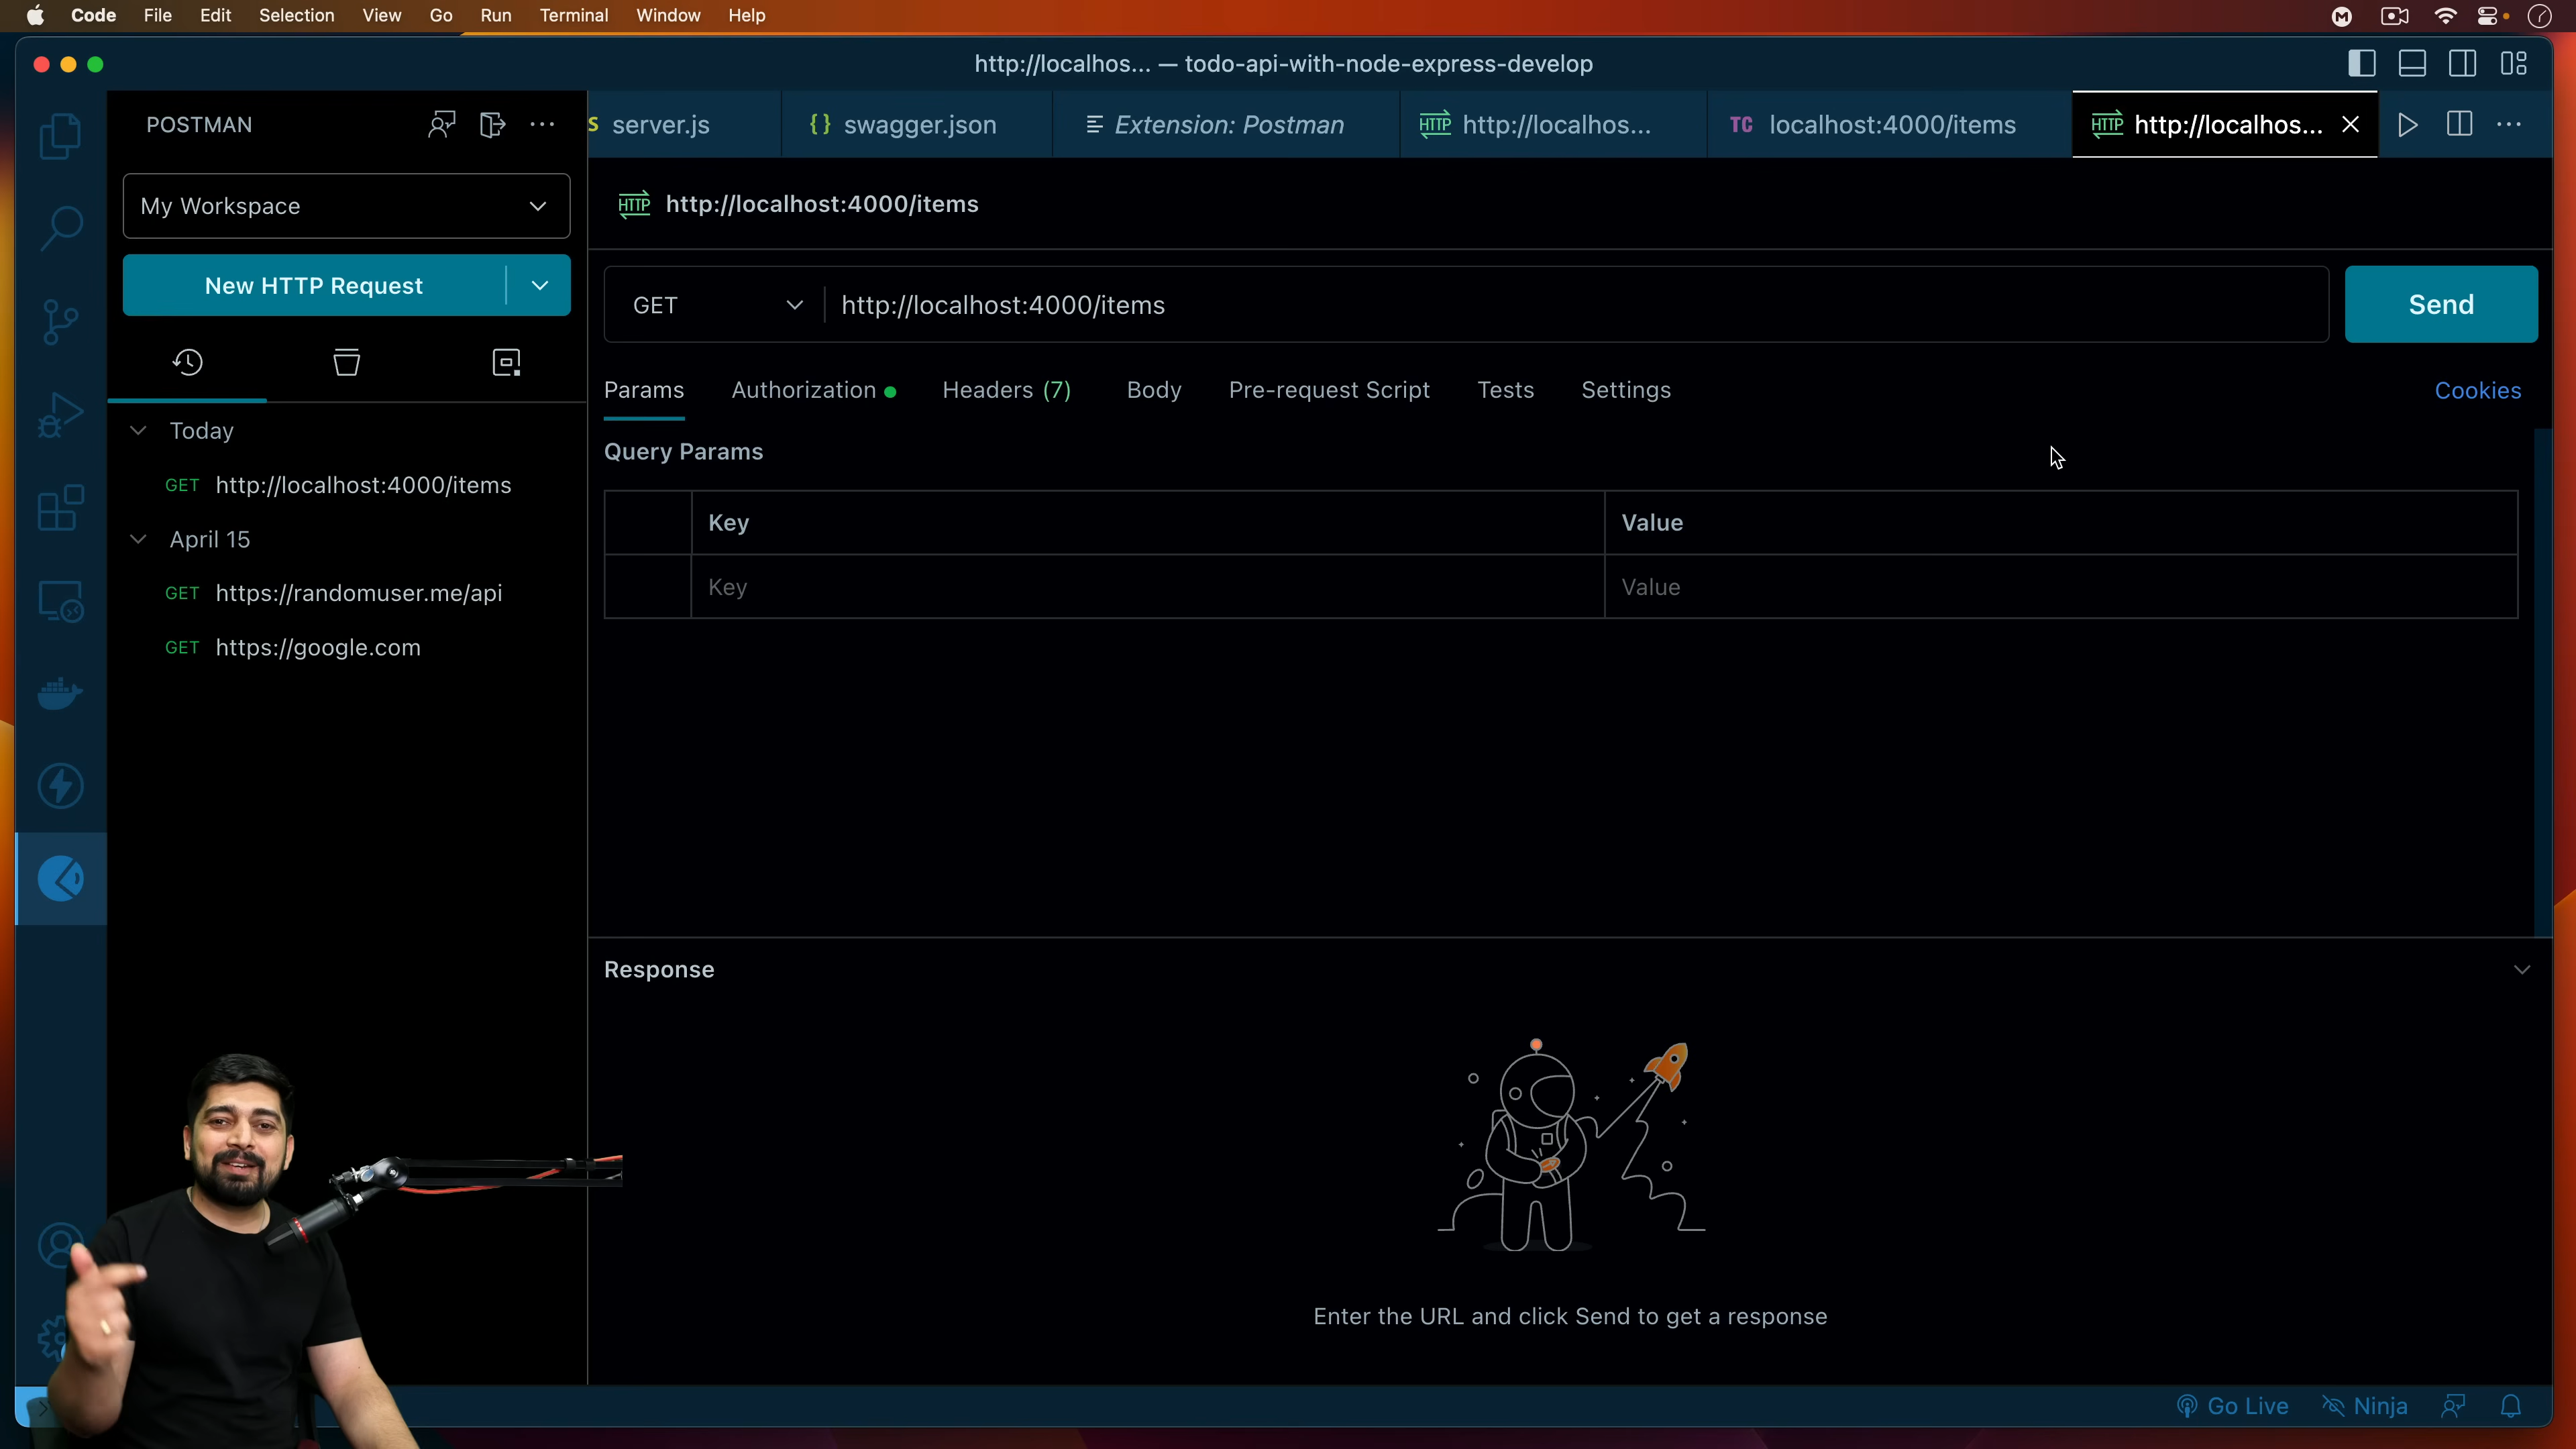 Code File Edit Selection View Go Run Terminal Window Help
http://localhos... — todo-api-with-node-express-develop
POSTMAN
S server.js
{} swagger.json
Extension: Postman
HTTP http://localhos...
TC localhost:4000/items
HTTP http://localhos...
My Workspace
HTTP http://localhost:4000/items
New HTTP Request
GET http://localhost:4000/items
Send
Params Authorization Headers (7) Body Pre-request Script Tests Settings Cookies
Today
Query Params
GET http://localhost:4000/items
Key Value
April 15
Key Value
GET https://randomuser.me/api
GET https://google.com
Response
Enter the URL and click Send to get a response
Go Live Ninja